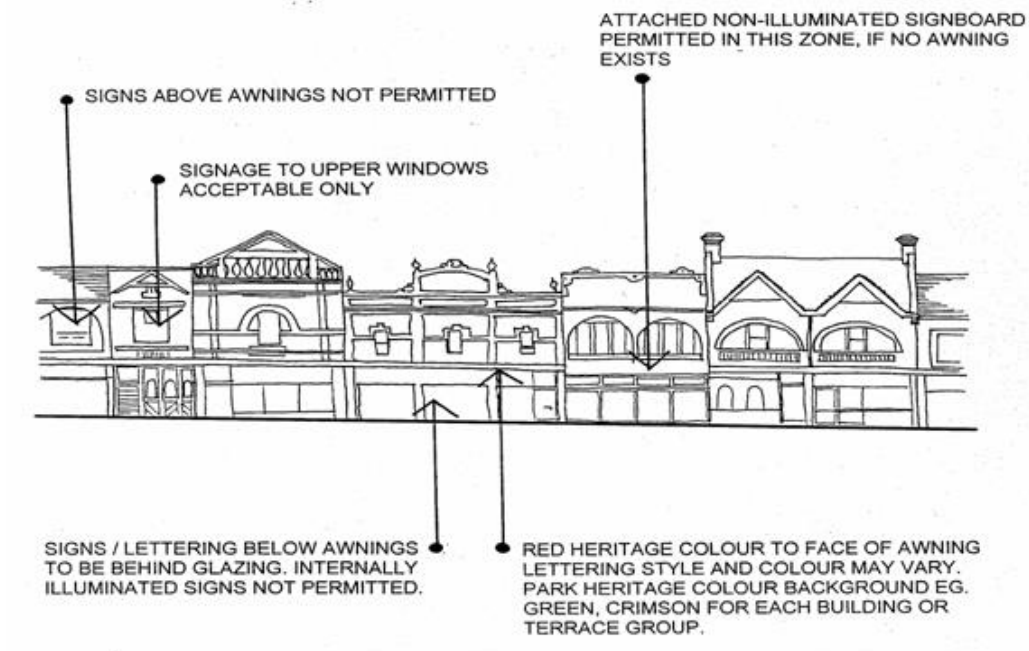 ATTACHED NON-ILLUMINATED SIGNBOARD
PERMITTED IN THIS ZONE, IF NO AWNING
EXISTS
SIGNS ABOVE AWNINGS NOT PERMITTED
SIGNAGE TO UPPER WINDOWS
ACCEPTABLE ONLY
SIGNS / LETTERING BELOW AWNINGS
TO BE BEHIND GLAZING. INTERNALLY
ILLUMINATED SIGNS NOT PERMITTED.
RED HERITAGE COLOUR TO FACE OF AWNING
LETTERING STYLE AND COLOUR MAY VARY.
PARK HERITAGE COLOUR BACKGROUND EG.
GREEN, CRIMSON FOR EACH BUILDING OR
TERRACE GROUP.